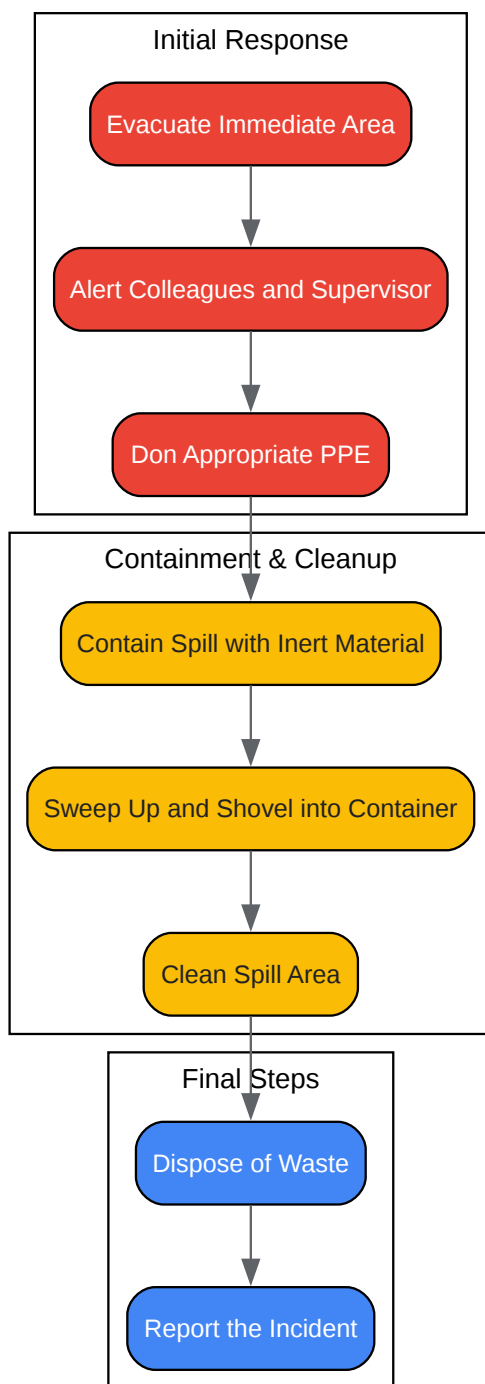 Initial Response
Evacuate Immediate Area
Alert Colleagues and Supervisor
Don Appropriate PPE
Containment & Cleanup
Contain Spill with Inert Material
Sweep Up and Shovel into Container
Clean Spill Area
Final Steps
Dispose of Waste
Report the Incident